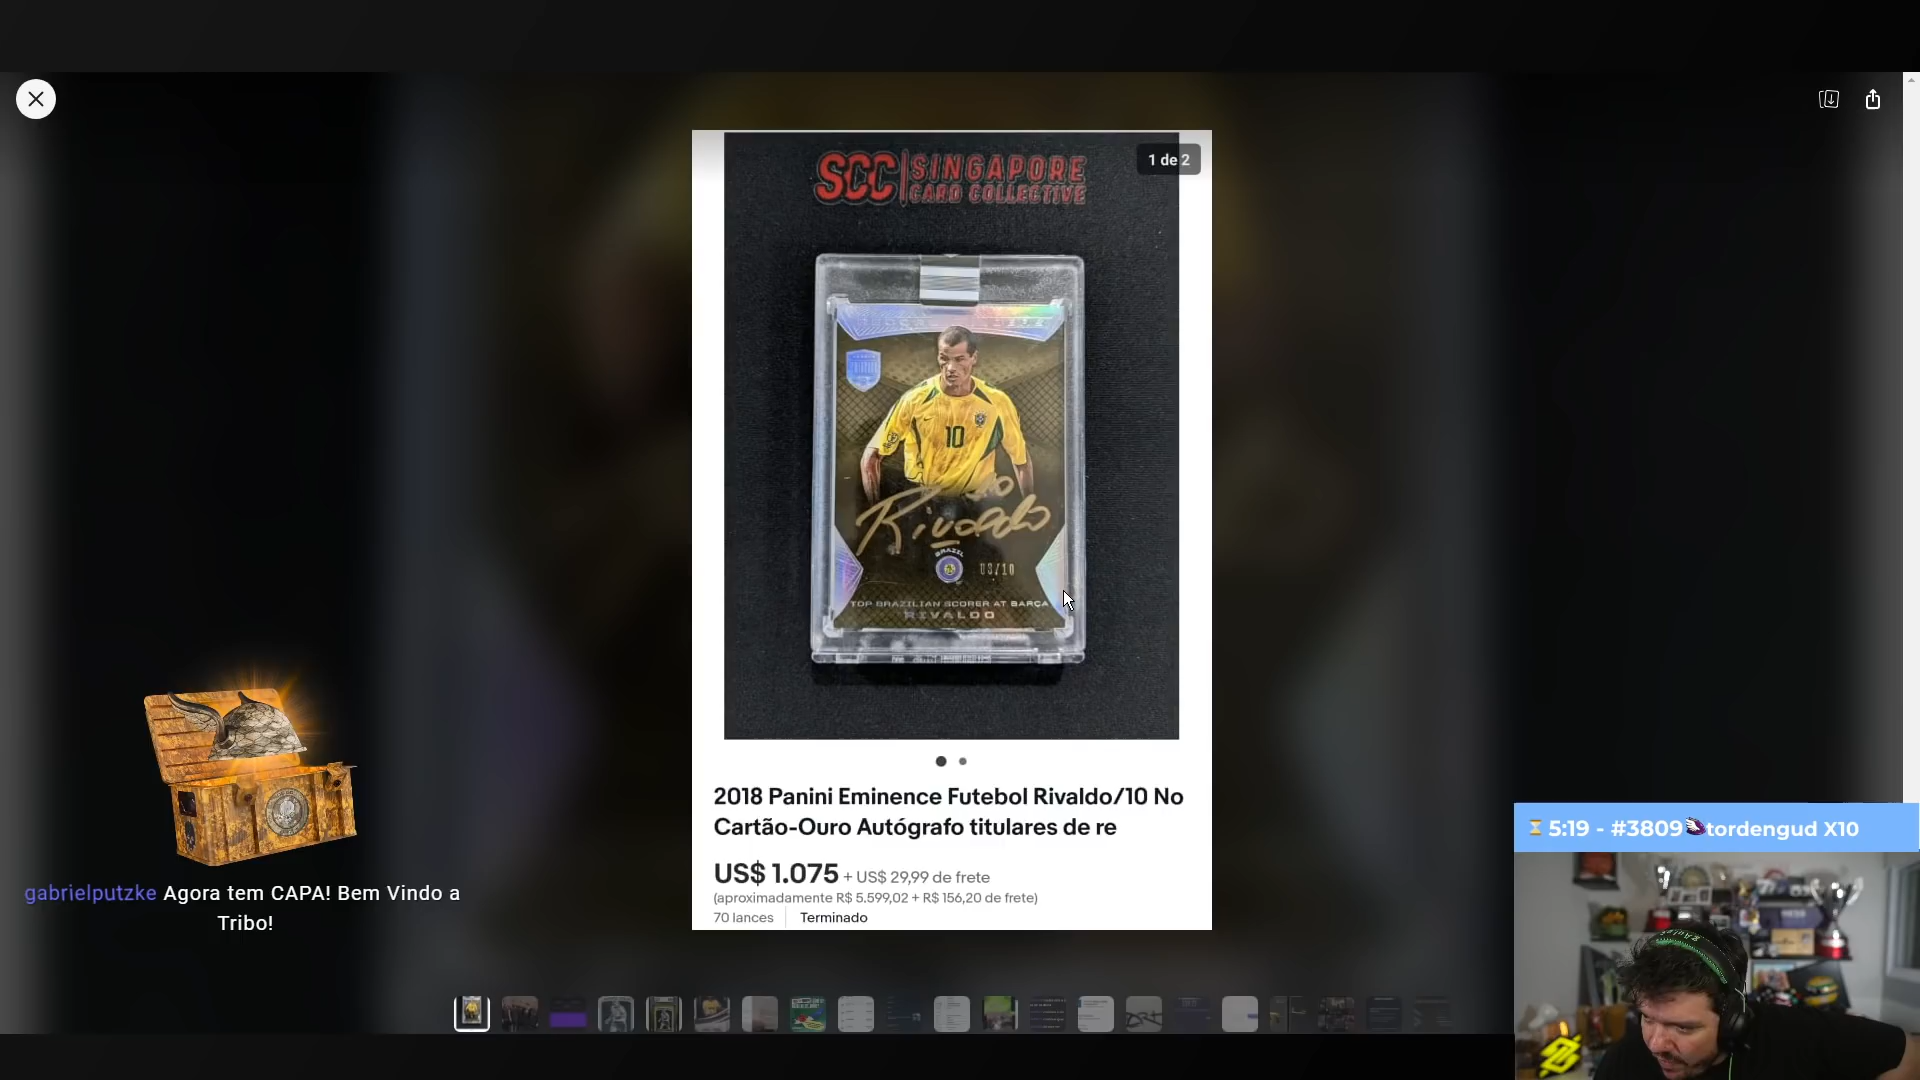 SCC SINGAPORE
CARD COLLECTIVE
1 de 2
10
Rivaldo
BRAZIL
03/10
TOP BRAZILIAN SCORER AT BARÇA
RIVALDO
2018 Panini Eminence Futebol Rivaldo/10 No
Cartão-Ouro Autógrafo titulares de re
US$ 1.075 + US$ 29,99 de frete
(aproximadamente R$ 5.599,02 + R$ 156,20 de frete)
70 lances Terminado
gabrielputzke Agora tem CAPA! Bem Vindo a
Tribo!
5:19 - #3809 tordengud X10